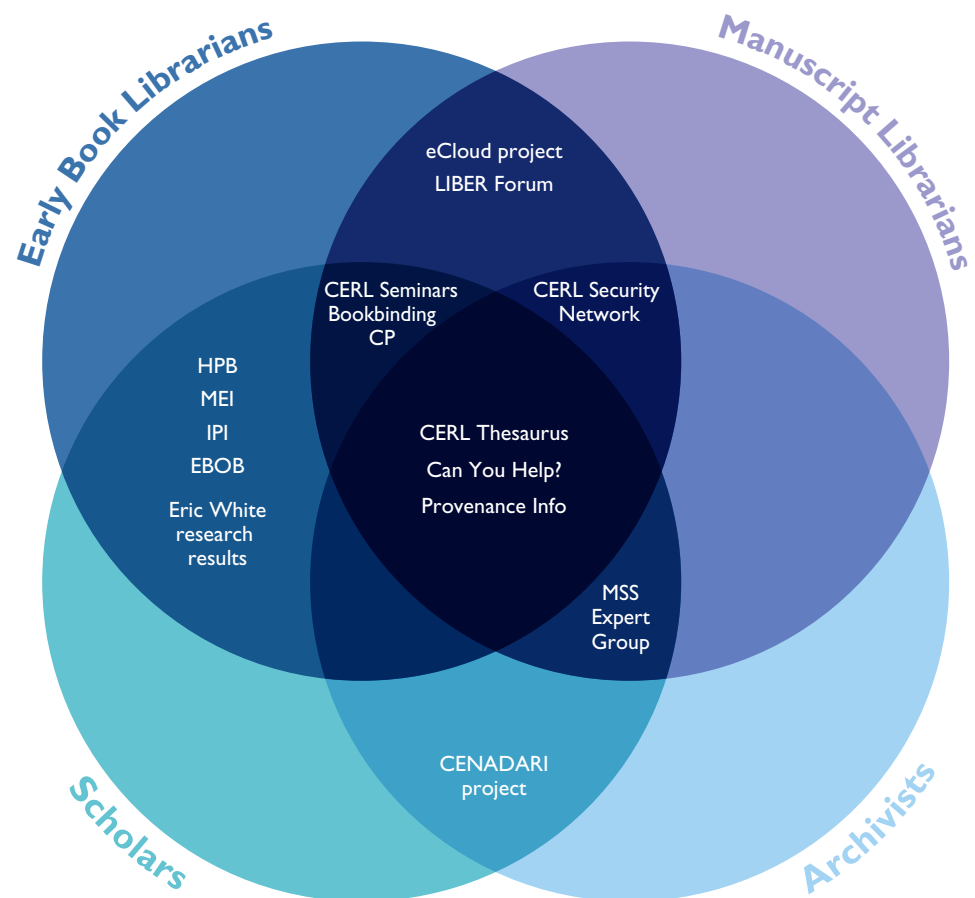 Early Book Librarians
Manuscript Librarians
eCloud project
LIBER Forum
CERL Seminars
Bookbinding
CP
CERL Security
Network
HPB
MEI
IPI
EBOB
Eric White
research
results
CERL Thesaurus
Can You Help?
Provenance Info
MSS
Expert
Group
CENADARI
project
Scholars
Archivists